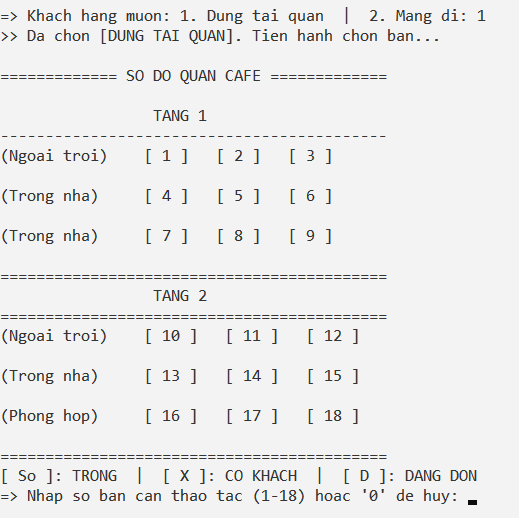 => Khach hang muon: 1. Dung tai quan  |  2. Mang di: 1
>> Da chon [DUNG TAI QUAN]. Tien hanh chon ban...
============= SO DO QUAN CAFE =============
TANG 1
-------------------------------------------
(Ngoai troi)    [ 1 ]   [ 2 ]   [ 3 ]
(Trong nha)     [ 4 ]   [ 5 ]   [ 6 ]
(Trong nha)     [ 7 ]   [ 8 ]   [ 9 ]
===========================================
TANG 2
===========================================
(Ngoai troi)    [ 10 ]   [ 11 ]   [ 12 ]
(Trong nha)     [ 13 ]   [ 14 ]   [ 15 ]
(Phong hop)     [ 16 ]   [ 17 ]   [ 18 ]
===========================================
[ So ]: TRONG  |  [ X ]: CO KHACH  |  [ D ]: DANG DON
=> Nhap so ban can thao tac (1-18) hoac '0' de huy: